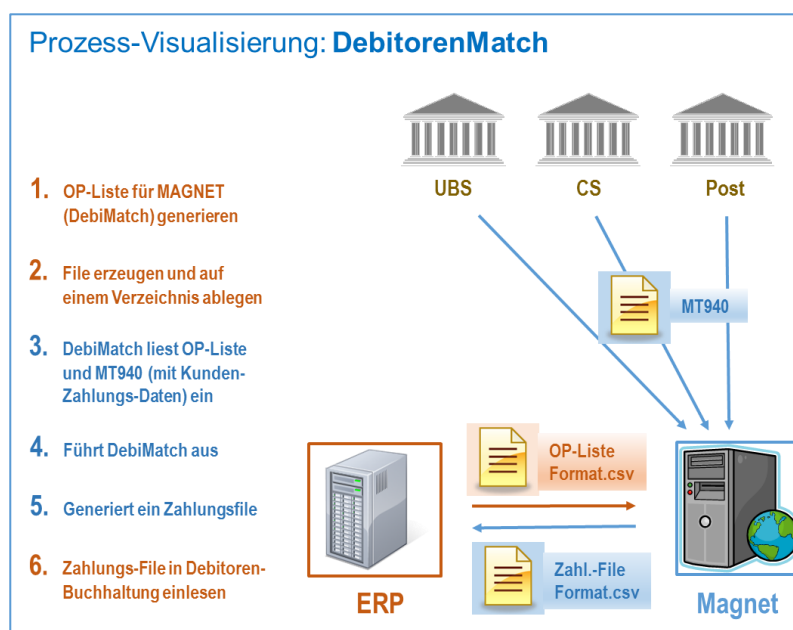 Prozess-Visualisierung: DebitorenMatch
UBS
CS
Post
1. OP-Liste für MAGNET
(DebiMatch) generieren
2. File erzeugen und auf
einem Verzeichnis ablegen
MT940
3. DebiMatch liest OP-Liste
und MT940 (mit Kunden-
Zahlungs-Daten) ein
4. Führt DebiMatch aus
5. Generiert ein Zahlungsfile
6. Zahlungs-File in Debitoren-
Buchhaltung einlesen
OP-Liste
Format.csv
Zahl.-File
Format.csv
ERP
Magnet